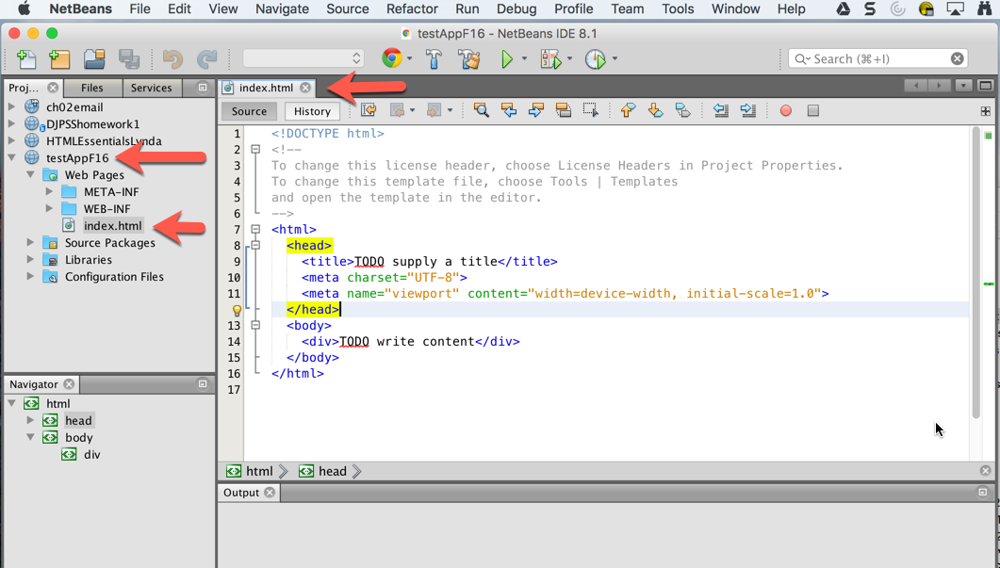 NetBeans File Edit View Navigate Source Refactor Run Debug Profile Team Tools Window Help
testAppF16 - NetBeans IDE 8.1
Search (⌘+I)
Proj... Files Services
index.html
Source History
ch02email
DJPSShomework1
HTMLEssentialsLynda
testAppF16
Web Pages
META-INF
WEB-INF
index.html
Source Packages
Libraries
Configuration Files
1 <!DOCTYPE html>
2 <!--
3 To change this license header, choose License Headers in Project Properties.
4 To change this template file, choose Tools | Templates
5 and open the template in the editor.
6 -->
7 <html>
8 <head>
9 <title>TODO supply a title</title>
10 <meta charset="UTF-8">
11 <meta name="viewport" content="width=device-width, initial-scale=1.0">
</head>
13 <body>
14 <div>TODO write content</div>
15 </body>
16 </html>
17
Navigator
html
head
body
div
html head
Output